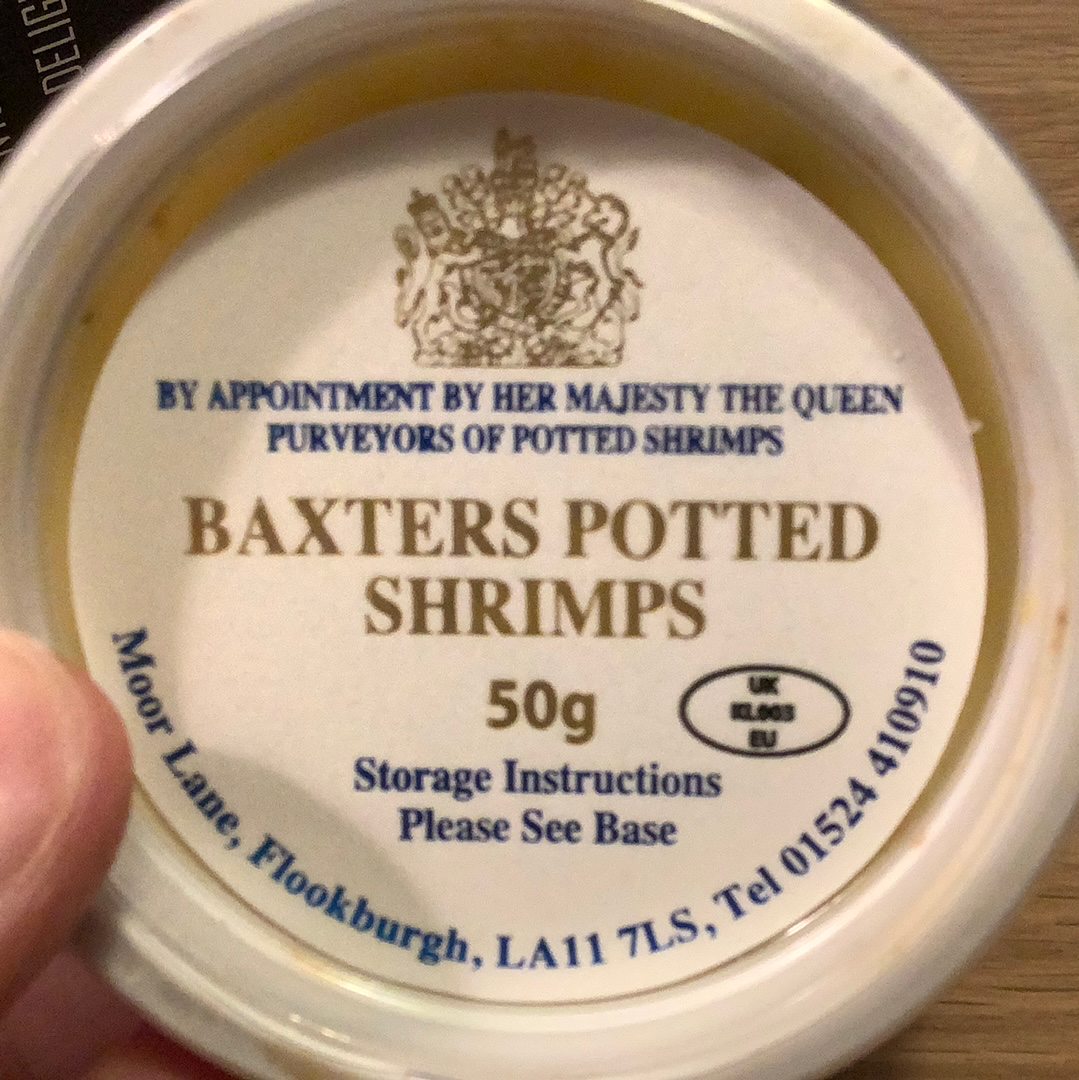 DELIG
BY APPOINTMENT BY HER MAJESTY THE QUEEN
PURVEYORS OF POTTED SHRIMPS
BAXTERS POTTED
SHRIMPS
50g
UK
EU
Storage Instructions
Please See Base
Moor Lane, Flookburgh, LA11 7LS, Tel 01524 410910